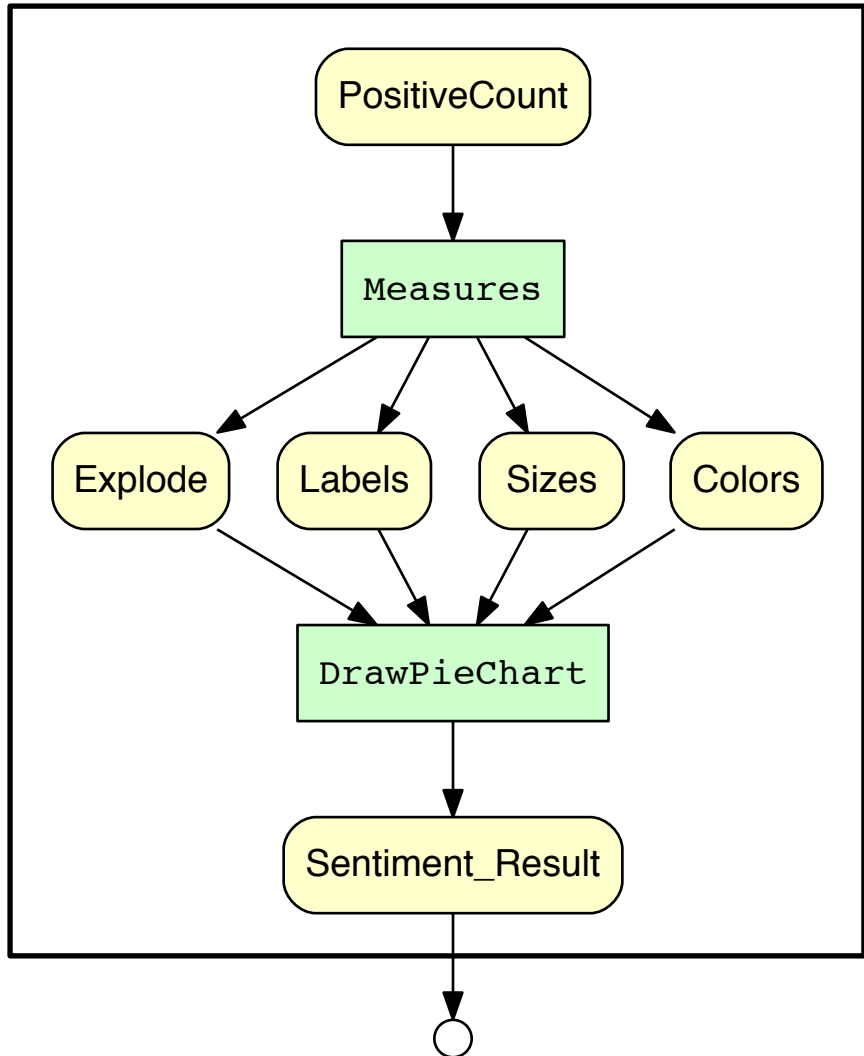 PositiveCount
Measures
Explode
Labels
Sizes
Colors
DrawPieChart
Sentiment_Result